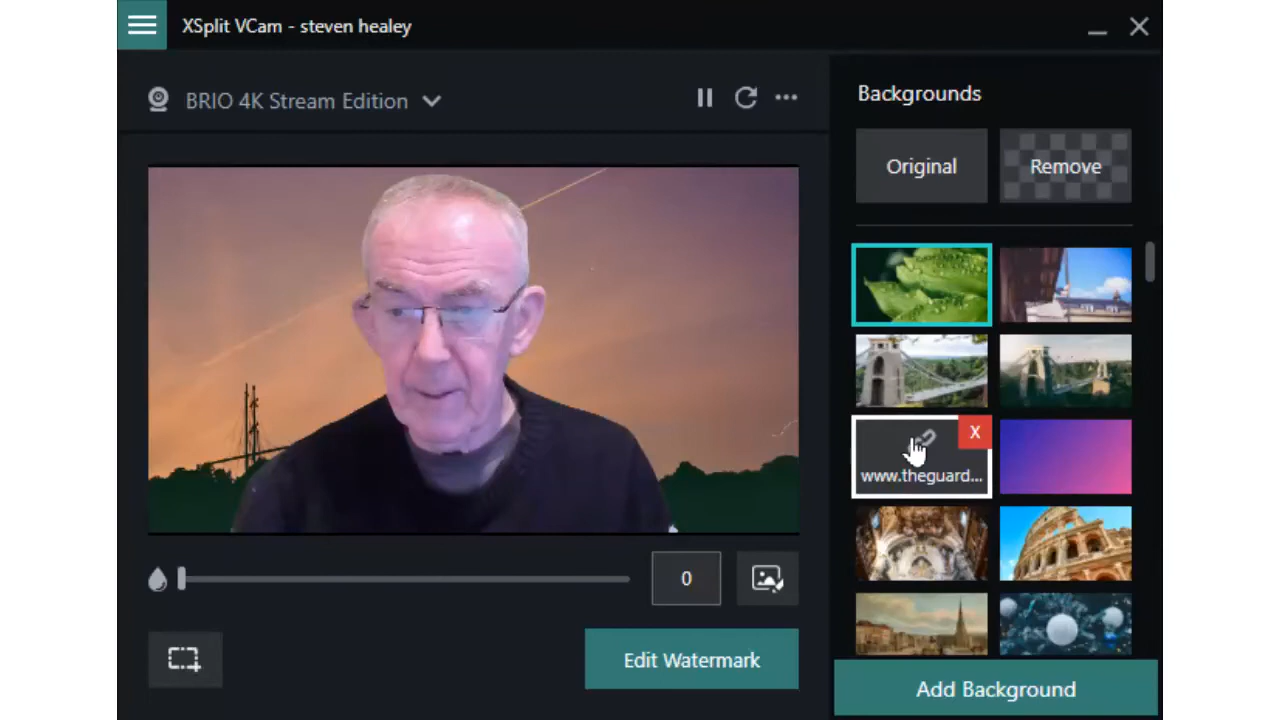 XSplit VCam - steven healey
BRIO 4K Stream Edition
Backgrounds
Original
Remove
X
www.theguard...
0
Edit Watermark
Add Background